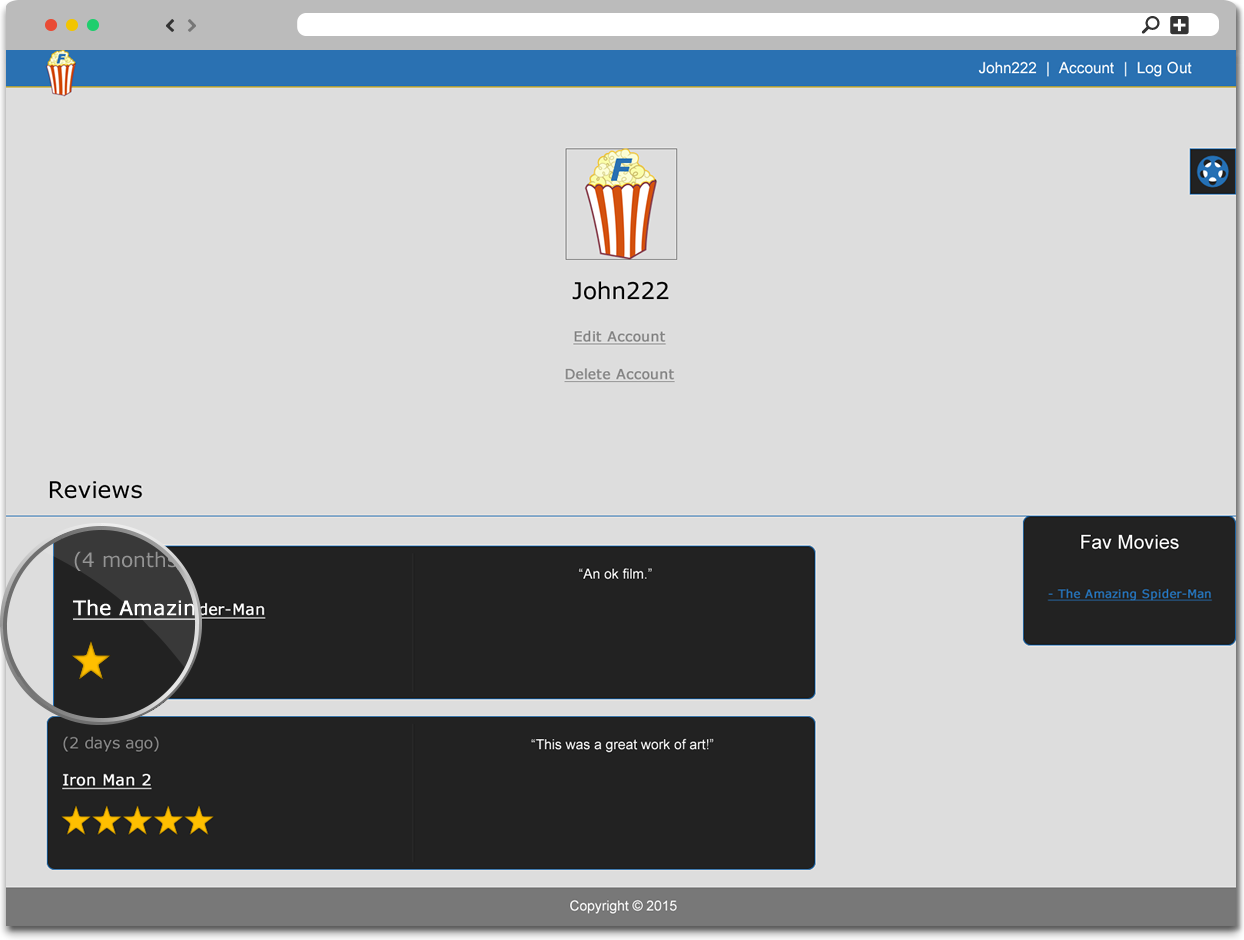 John222 | Account | Log Out
F
F
John222
Edit Account
Delete Account
Reviews
(4 months
The Amazinder-Man
“An ok film.”
Fav Movies
- The Amazing Spider-Man
(2 days ago)
Iron Man 2
“This was a great work of art!”
Copyright © 2015